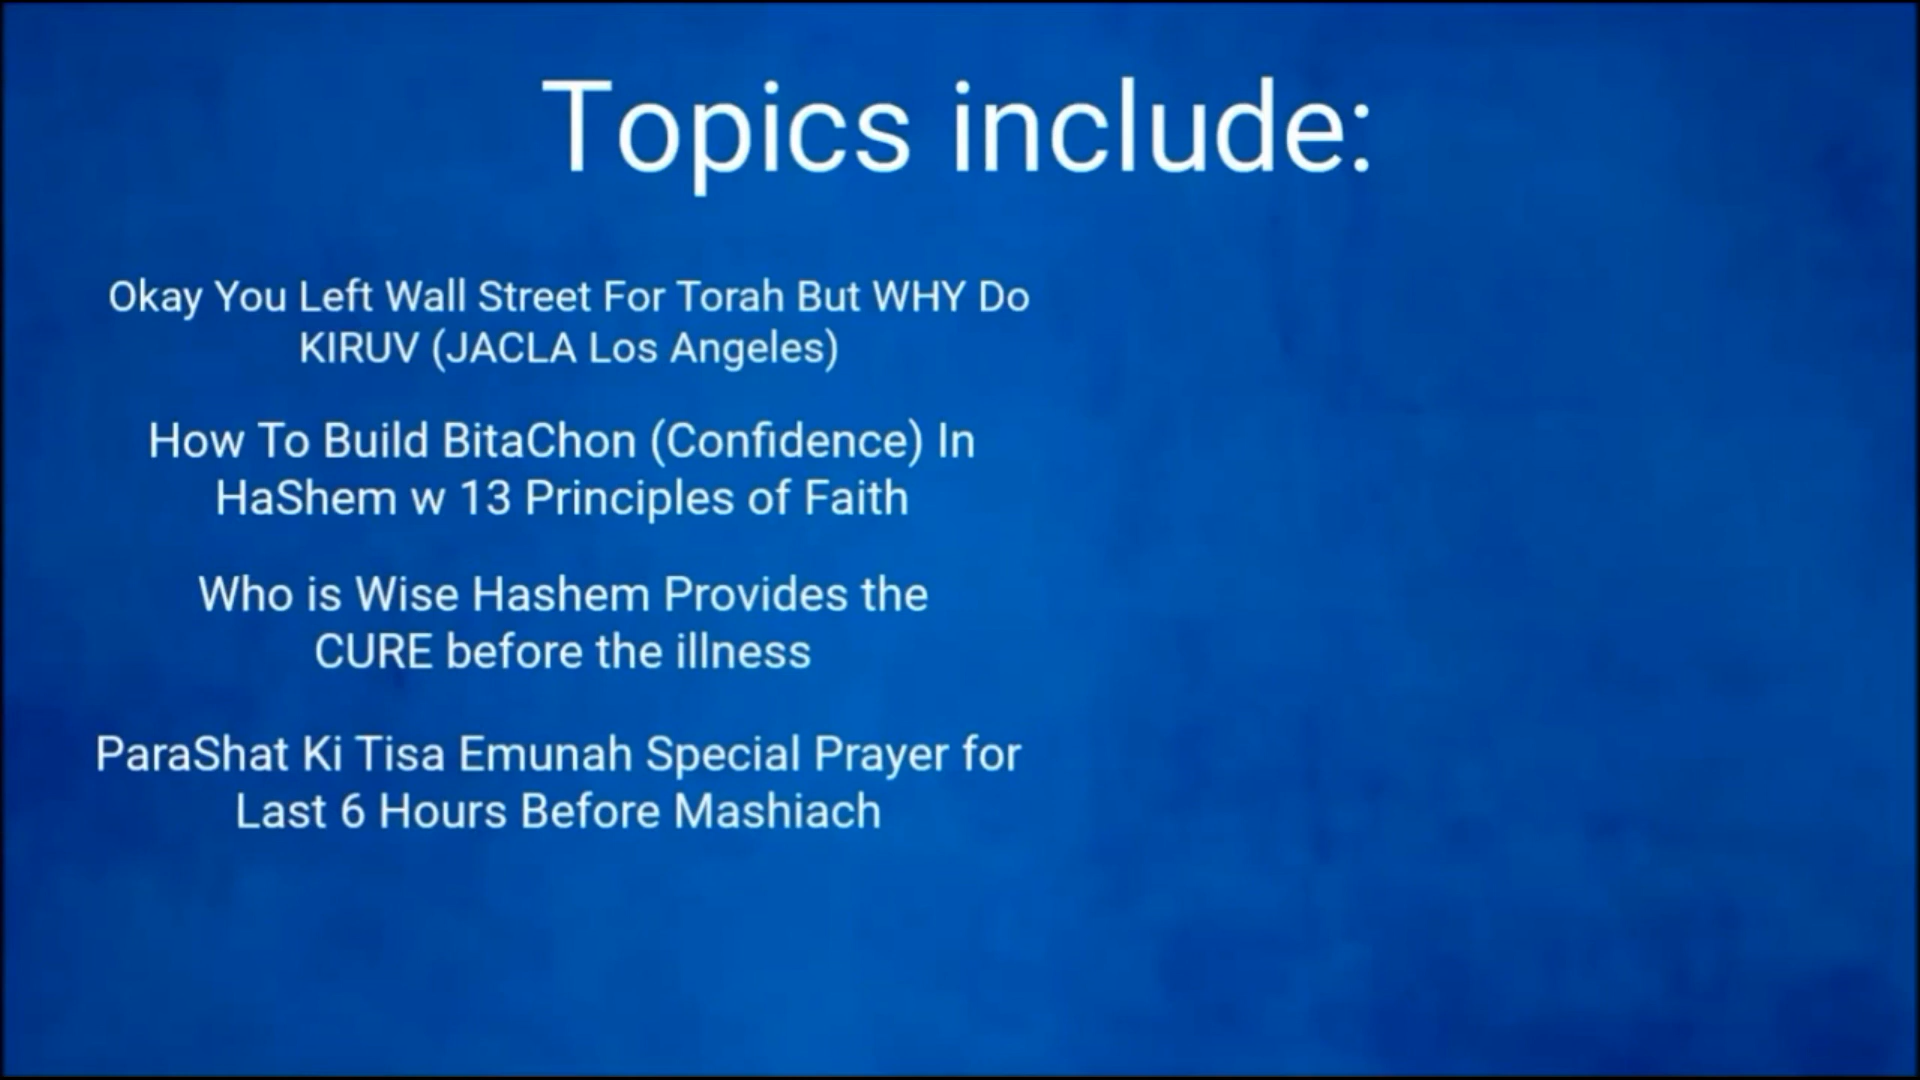 Topics include:
Okay You Left Wall Street For Torah But WHY Do
KIRUV (JACLA Los Angeles)
How To Build BitaChon (Confidence) In
HaShem w 13 Principles of Faith
Who is Wise Hashem Provides the
CURE before the illness
ParaShat Ki Tisa Emunah Special Prayer for
Last 6 Hours Before Mashiach